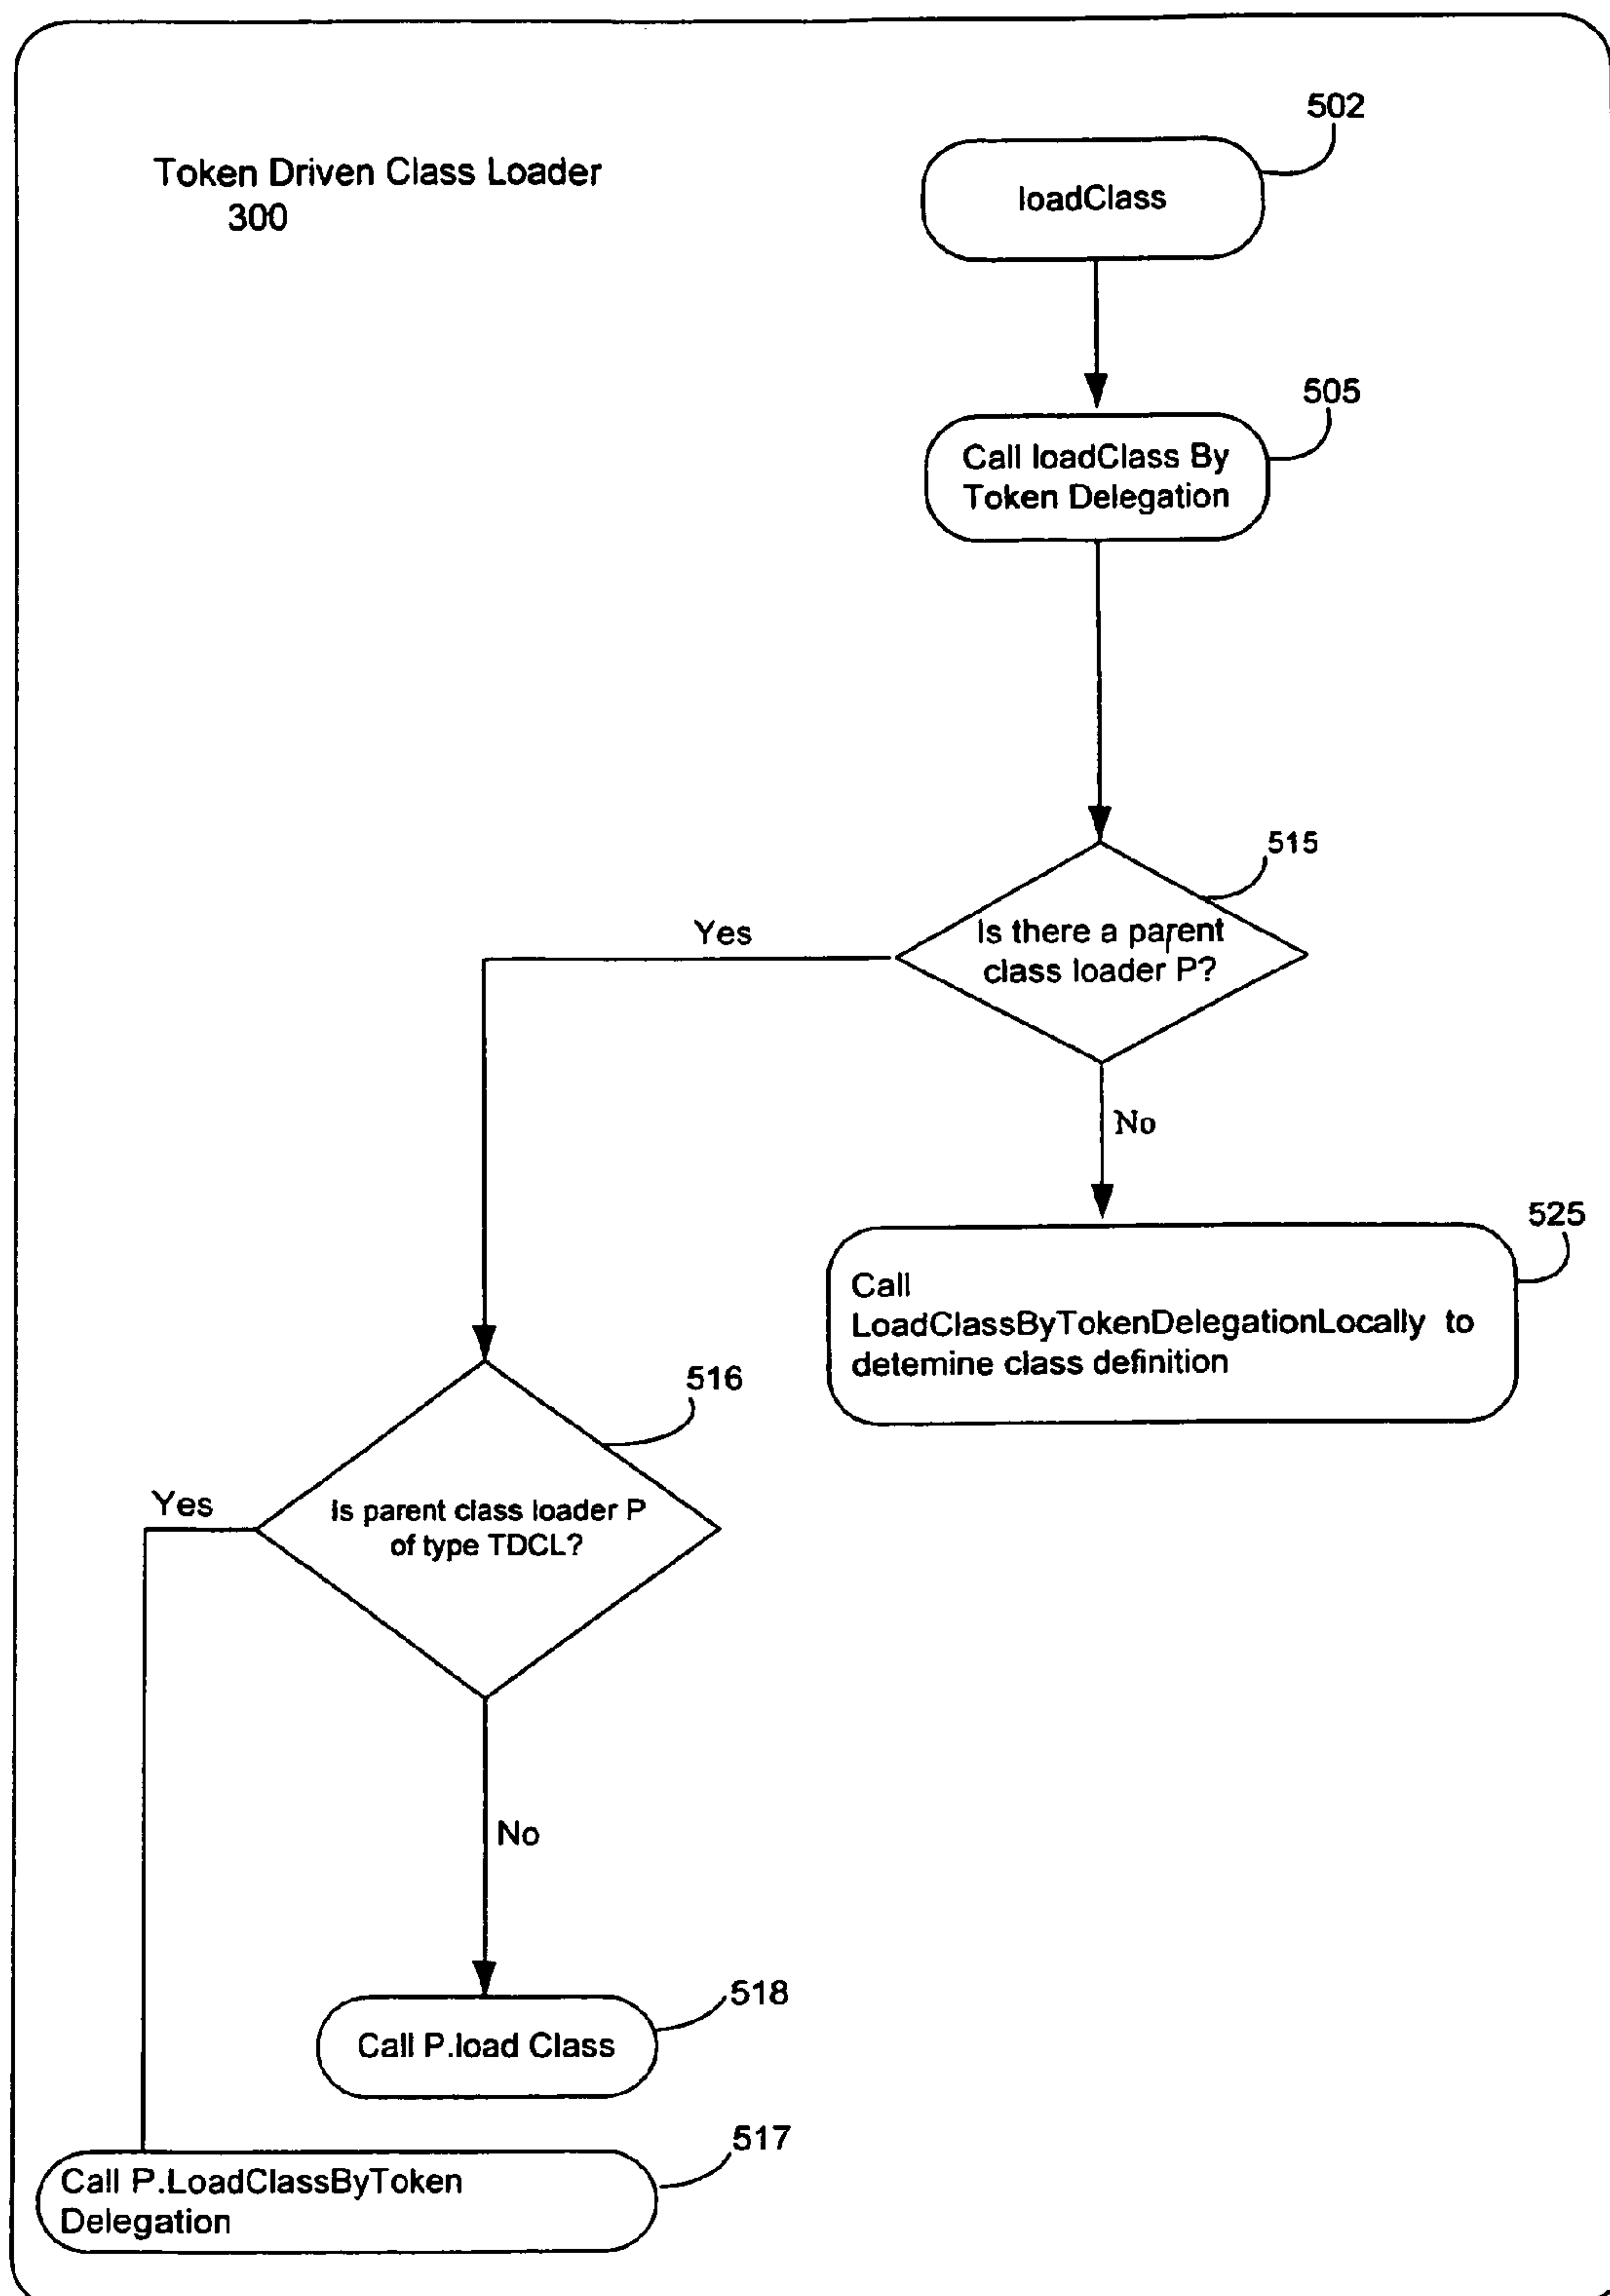 Token Driven Class Loader
300
502
loadClass
505
Call loadClass By
Token Delegation
515
Is there a parent
class loader P?
Yes
No
525
Call
LoadClassByTokenDelegationLocally to
detemine class definition
516
Is parent class loader P
of type TDCL?
Yes
No
518
Call P.load Class
517
Call P.LoadClassByToken
Delegation